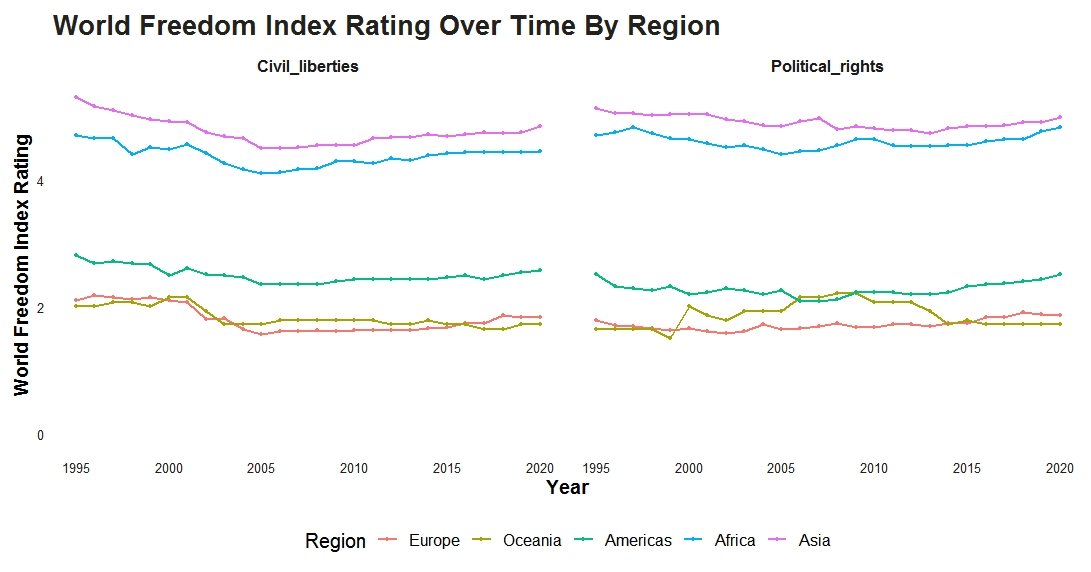 World Freedom Index Rating Over Time By Region
Civil_liberties
Political_rights
World Freedom Index Rating
4
2
0
1995 2000 2005 2010 2015 2020
1995 2000 2005 2010 2015 2020
Year
Region Europe Oceania Americas Africa Asia